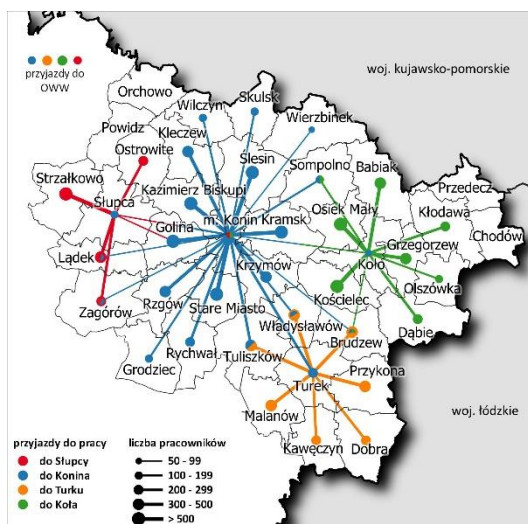 przyjazdy do
OWW
woj. kujawsko-pomorskie
Orchowo
Wilczyn
Skulsk
Wierzbinek
Powidz
Kleczew
Ostrowite
Ślesin
Sompolno
Babiak
Przedecz
Strzałkowo
Kazimierz Biskupi
Słupca
m. Konin
Kramsk
Osiek Mały
Kłodawa
Golina
Grzegorzew
Chodów
Koło
Lądek
Krzymów
Olszówka
Kościelec
Zagórów
Rzgów
Stare Miasto
Władysławów
Dąbie
Brudzew
Grodziec
Rychwał
Tuliszków
Przykona
Turek
Malanów
woj. łódzkie
Kawęczyn
Dobra
przyjazdy do pracy
do Słupcy
do Konina
do Turku
do Koła
liczba pracowników
50 - 99
100 - 199
200 - 299
300 - 500
> 500